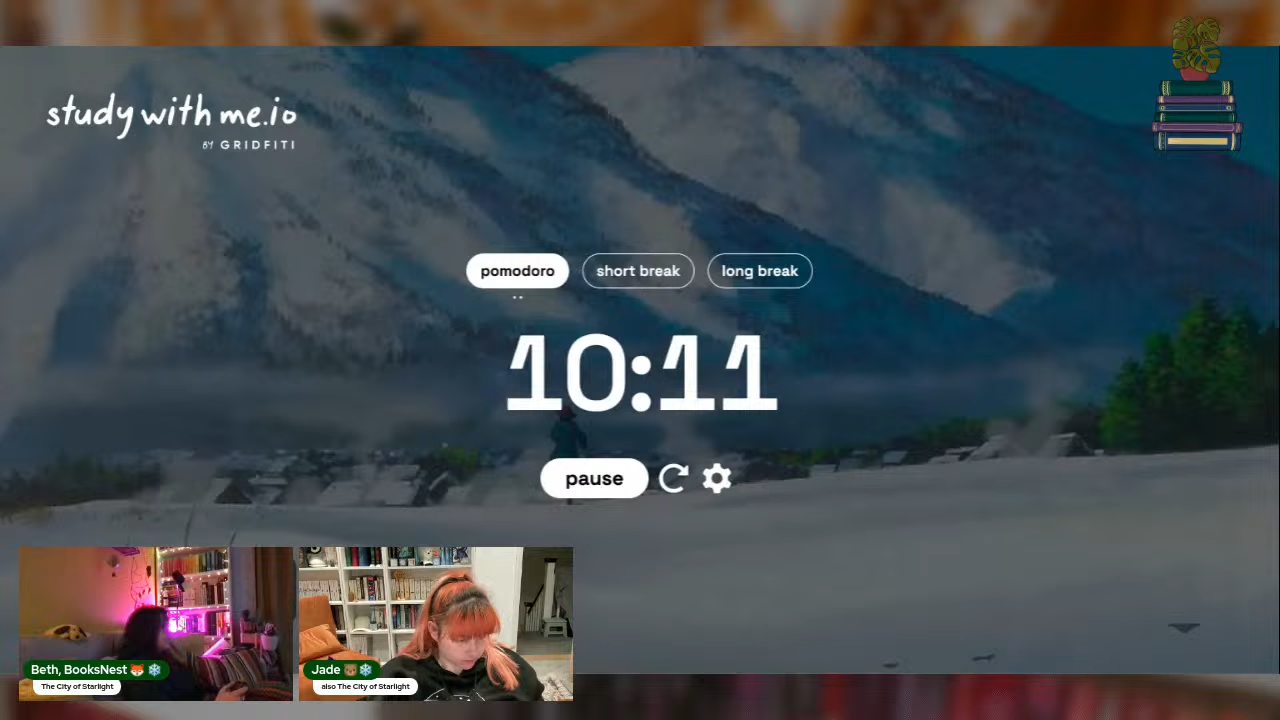 study with me.io
BY GRIDFITI
pomodoro
short break
long break
10:11
pause
Beth, BooksNest 🦊 ❄️
The City of Starlight
Jade 🐻❄️
also The City of Starlight